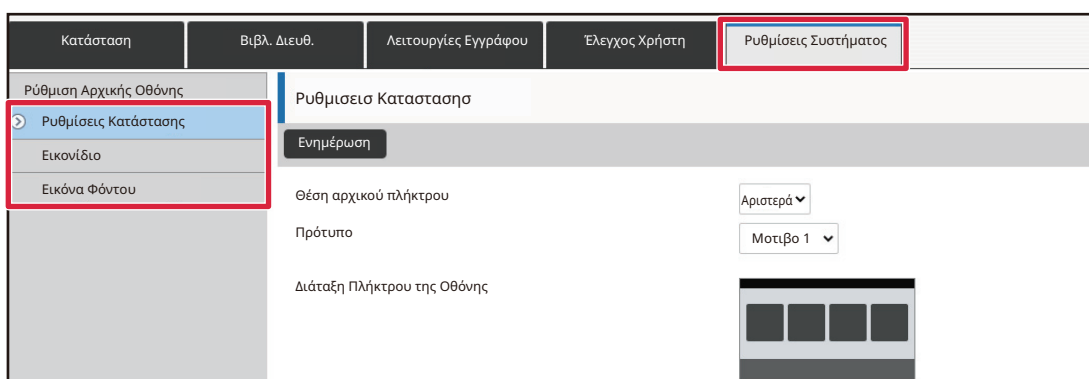 Κατάσταση Βιβλ. Διευθ. Λειτουργίες Εγγράφου Έλεγχος Χρήστη Ρυθμίσεις Συστήματος
Ρύθμιση Αρχικής Οθόνης
Ρυθμίσεις Κατάστασης
Εικονίδιο
Εικόνα Φόντου
Ρυθμισεισ Καταστασησ
Ενημέρωση
Θέση αρχικού πλήκτρου Αριστερά
Πρότυπο Μοτιβο 1
Διάταξη Πλήκτρου της Οθόνης